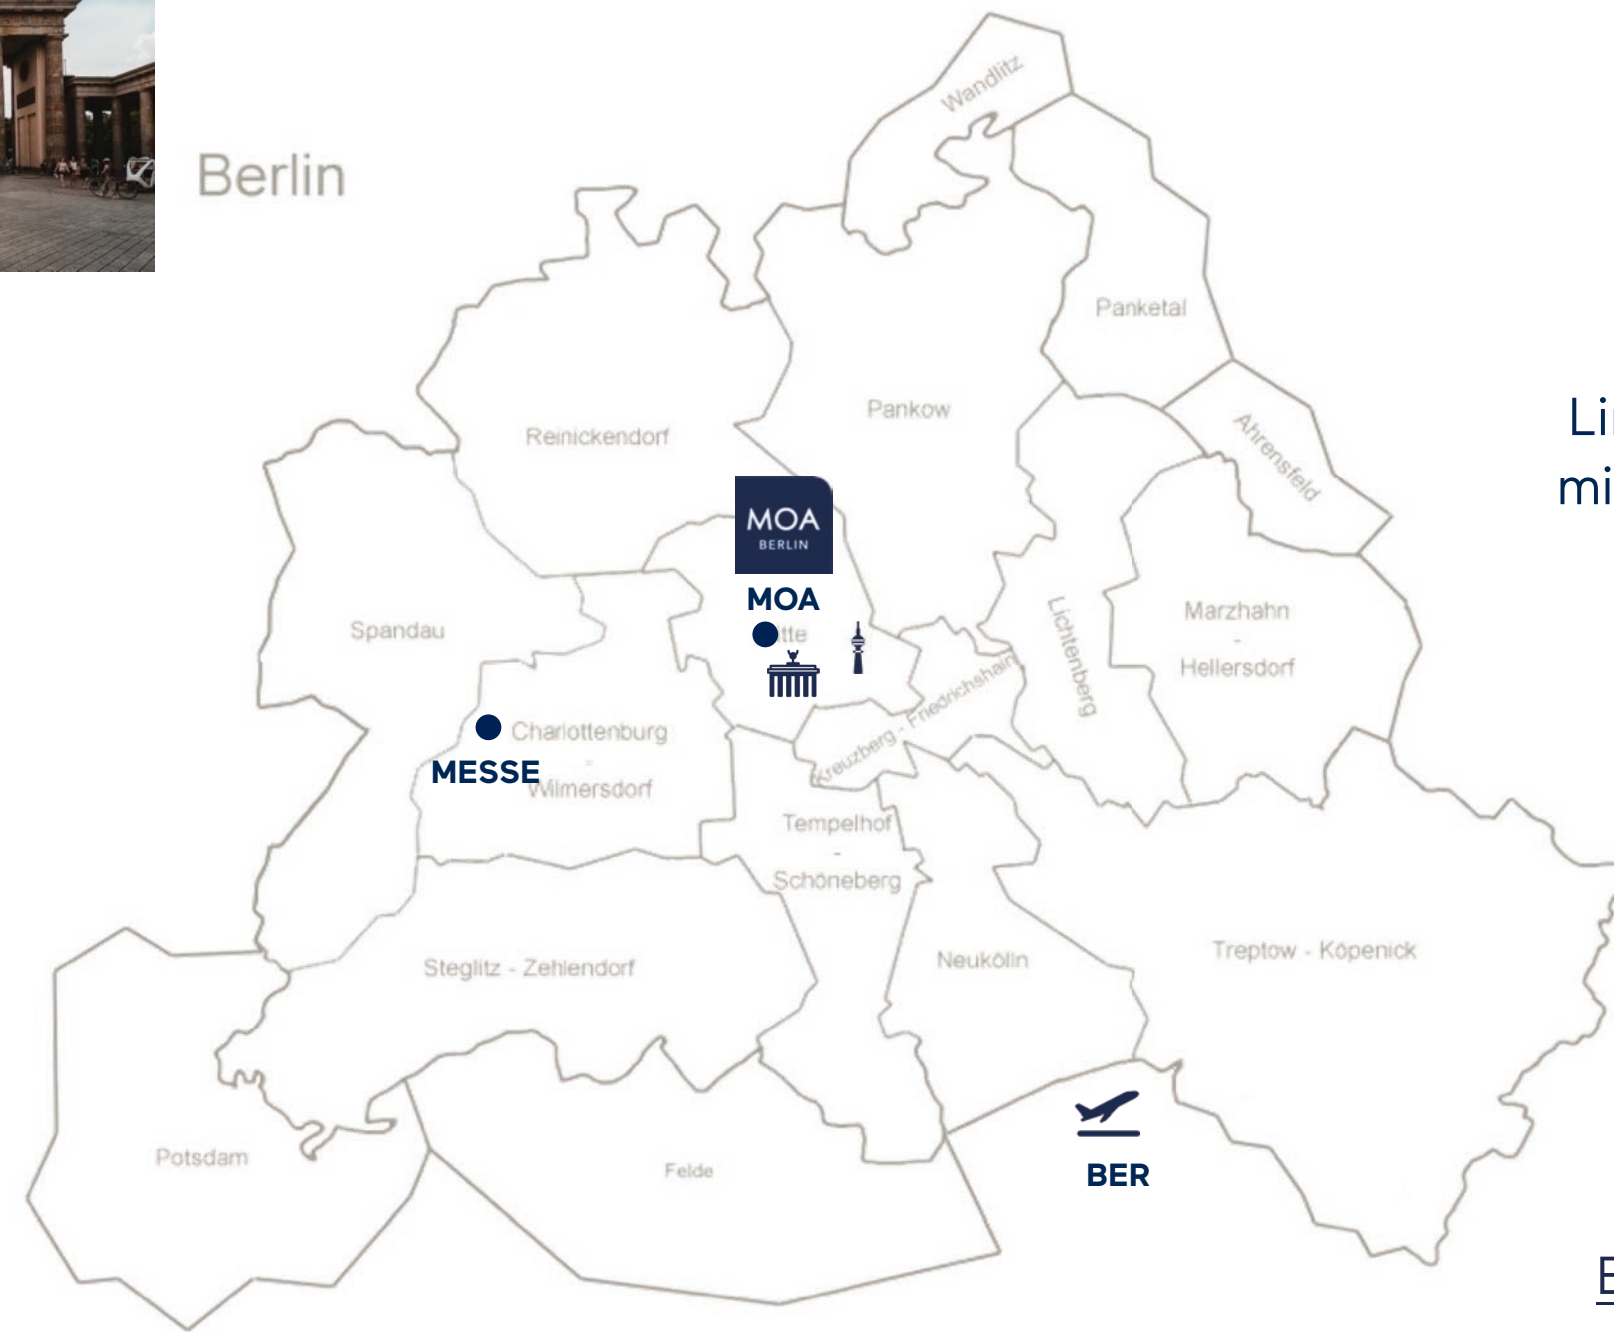 Berlin
Wandlitz
Panketal
Pankow
Reinickendorf
Ahrensfeld
MOA
BERLIN
MOA
Spandau
Lichtenberg
Marzhahn
-
Hellersdorf
Kreuzberg - Friedrichshain
Charlottenburg
-
Wilmersdorf
MESSE
Tempelhof
-
Schöneberg
Steglitz - Zehlendorf
Neukölln
Treptow - Köpenick
Potsdam
Felde
BER